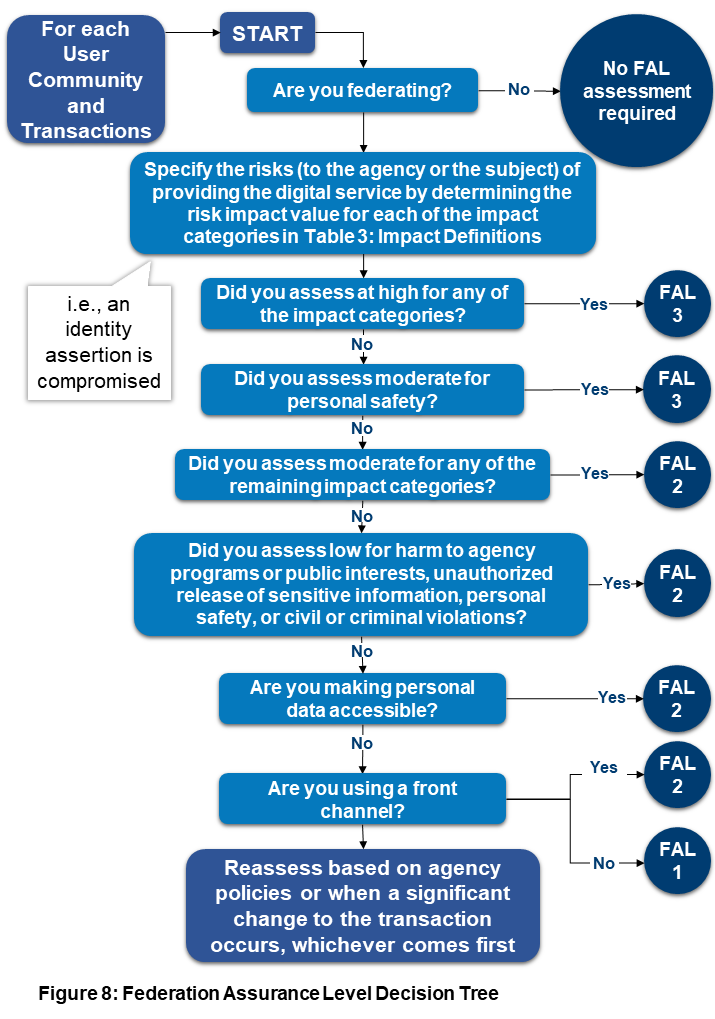 For each
User
Community
and
Transactions
START
Are you federating?
No
No FAL
assessment
required
Specify the risks (to the agency or the subject) of
providing the digital service by determining the
risk impact value for each of the impact
categories in Table 3: Impact Definitions
i.e., an
identity
assertion is
compromised
Did you assess at high for any of
the impact categories?
Yes
FAL
3
No
Did you assess moderate for
personal safety?
Yes
FAL
3
No
Did you assess moderate for any of the
remaining impact categories?
Yes
FAL
2
No
Did you assess low for harm to agency
programs or public interests, unauthorized
release of sensitive information, personal
safety, or civil or criminal violations?
Yes
FAL
2
No
Are you making personal
data accessible?
Yes
FAL
2
No
Are you using a front
channel?
Yes
FAL
2
No
FAL
1
Reassess based on agency
policies or when a significant
change to the transaction
occurs, whichever comes first
Figure 8: Federation Assurance Level Decision Tree